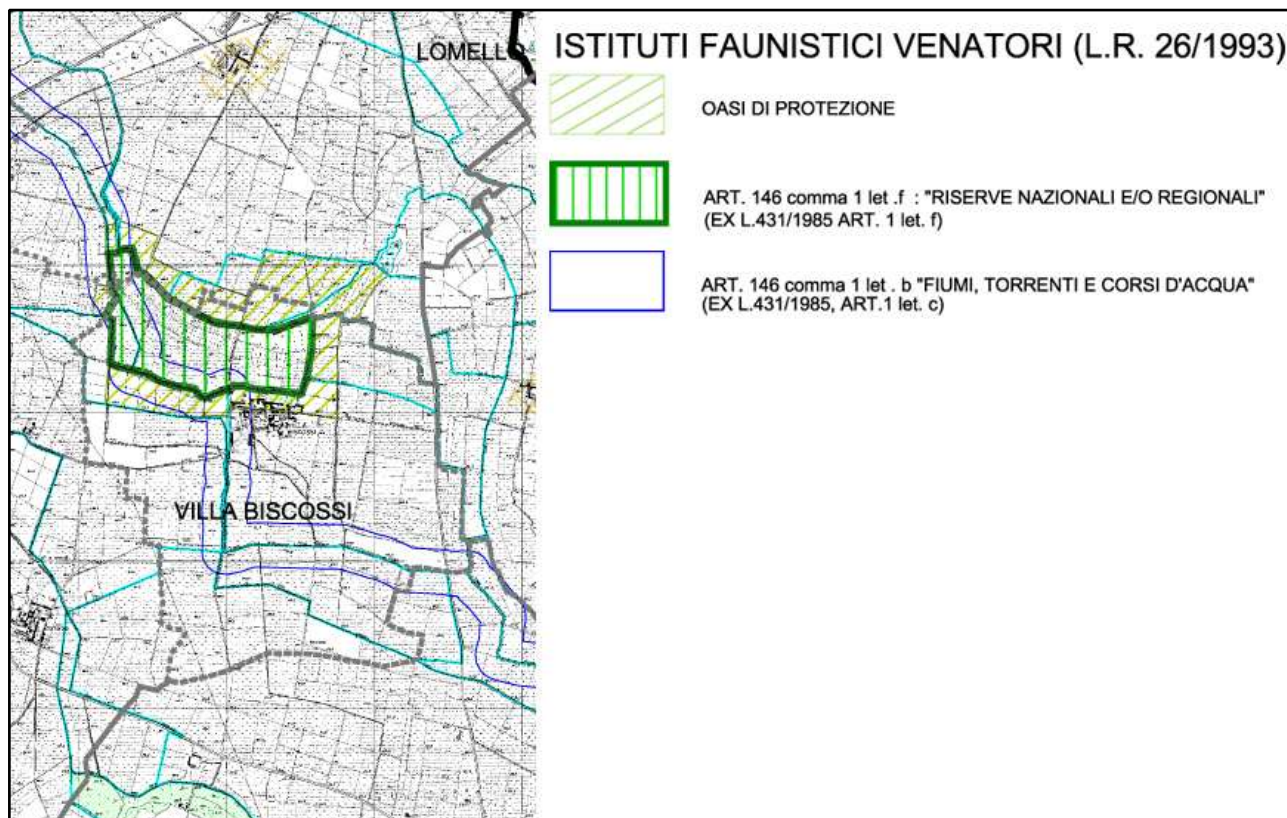 LOMELLO
VILLA BISCOSSI
ISTITUTI FAUNISTICI VENATORI (L.R. 26/1993)
OASI DI PROTEZIONE
ART. 146 comma 1 let .f : "RISERVE NAZIONALI E/O REGIONALI"
(EX L.431/1985 ART. 1 let. f)
ART. 146 comma 1 let . b "FIUMI, TORRENTI E CORSI D'ACQUA"
(EX L.431/1985, ART.1 let. c)